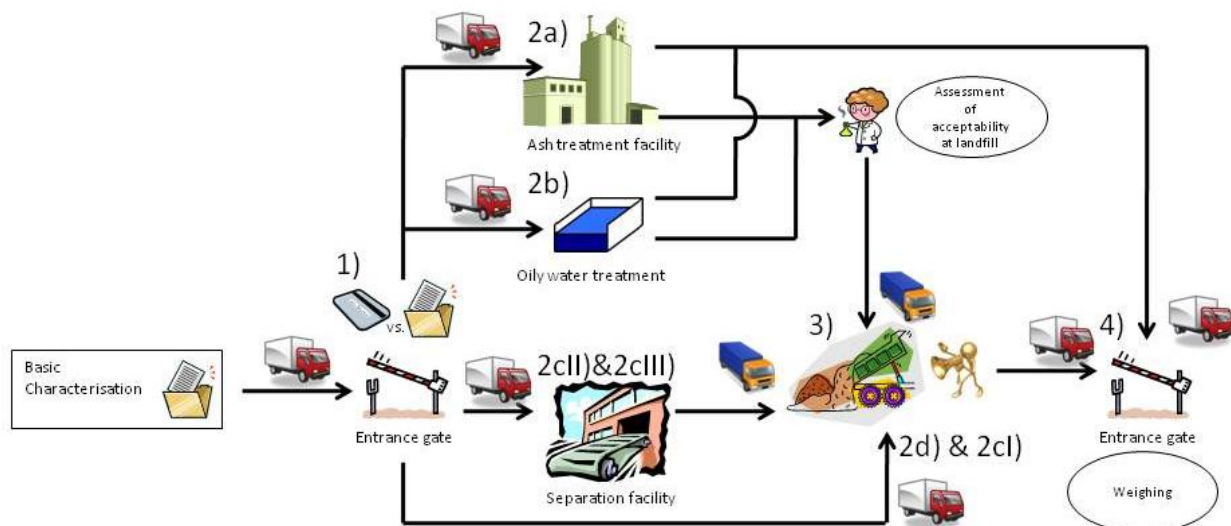 2a)
Ash treatment facility
Assessment
of
acceptability
at landfill
2b)
Oily water treatment
1)
vs.
Basic
Characterisation
Entrance gate
2cII)&2cIII)
Separation facility
3)
2d) & 2cI)
4)
Entrance gate
Weighing